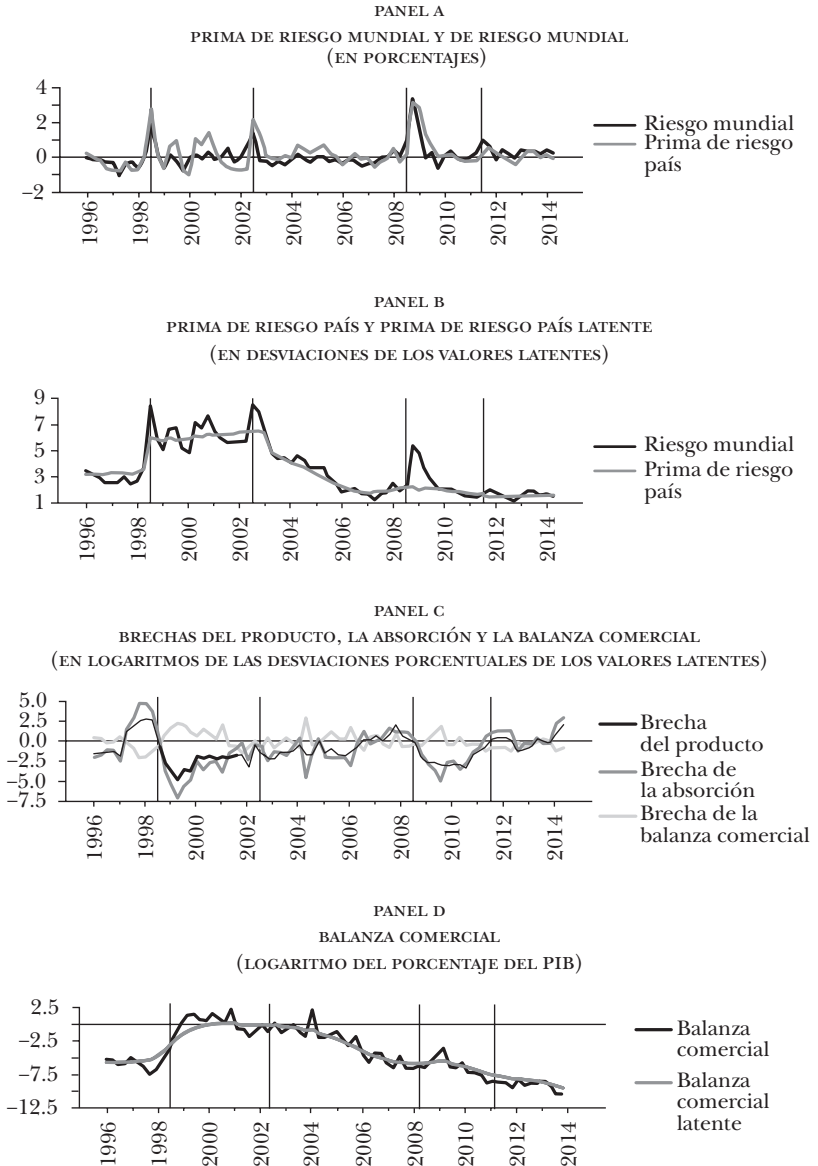 PANEL A
PRIMA DE RIESGO MUNDIAL Y DE RIESGO MUNDIAL
(EN PORCENTAJES)
4
2
0
−2
1996
1998
2000
2002
2004
2006
2008
2010
2012
2014
Riesgo mundial
Prima de riesgo
país
PANEL B
PRIMA DE RIESGO PAÍS Y PRIMA DE RIESGO PAÍS LATENTE
(EN DESVIACIONES DE LOS VALORES LATENTES)
9
7
5
3
1
1996
1998
2000
2002
2004
2006
2008
2010
2012
2014
Riesgo mundial
Prima de riesgo
país
PANEL C
BRECHAS DEL PRODUCTO, LA ABSORCIÓN Y LA BALANZA COMERCIAL
(EN LOGARITMOS DE LAS DESVIACIONES PORCENTUALES DE LOS VALORES LATENTES)
5.0
2.5
0.0
−2.5
−5.0
−7.5
1996
1998
2000
2002
2004
2006
2008
2010
2012
2014
Brecha
del producto
Brecha de
la absorción
Brecha de la
balanza comercial
PANEL D
BALANZA COMERCIAL
(LOGARITMO DEL PORCENTAJE DEL PIB)
2.5
−2.5
−7.5
−12.5
1996
1998
2000
2002
2004
2006
2008
2010
2012
2014
Balanza
comercial
Balanza
comercial
latente